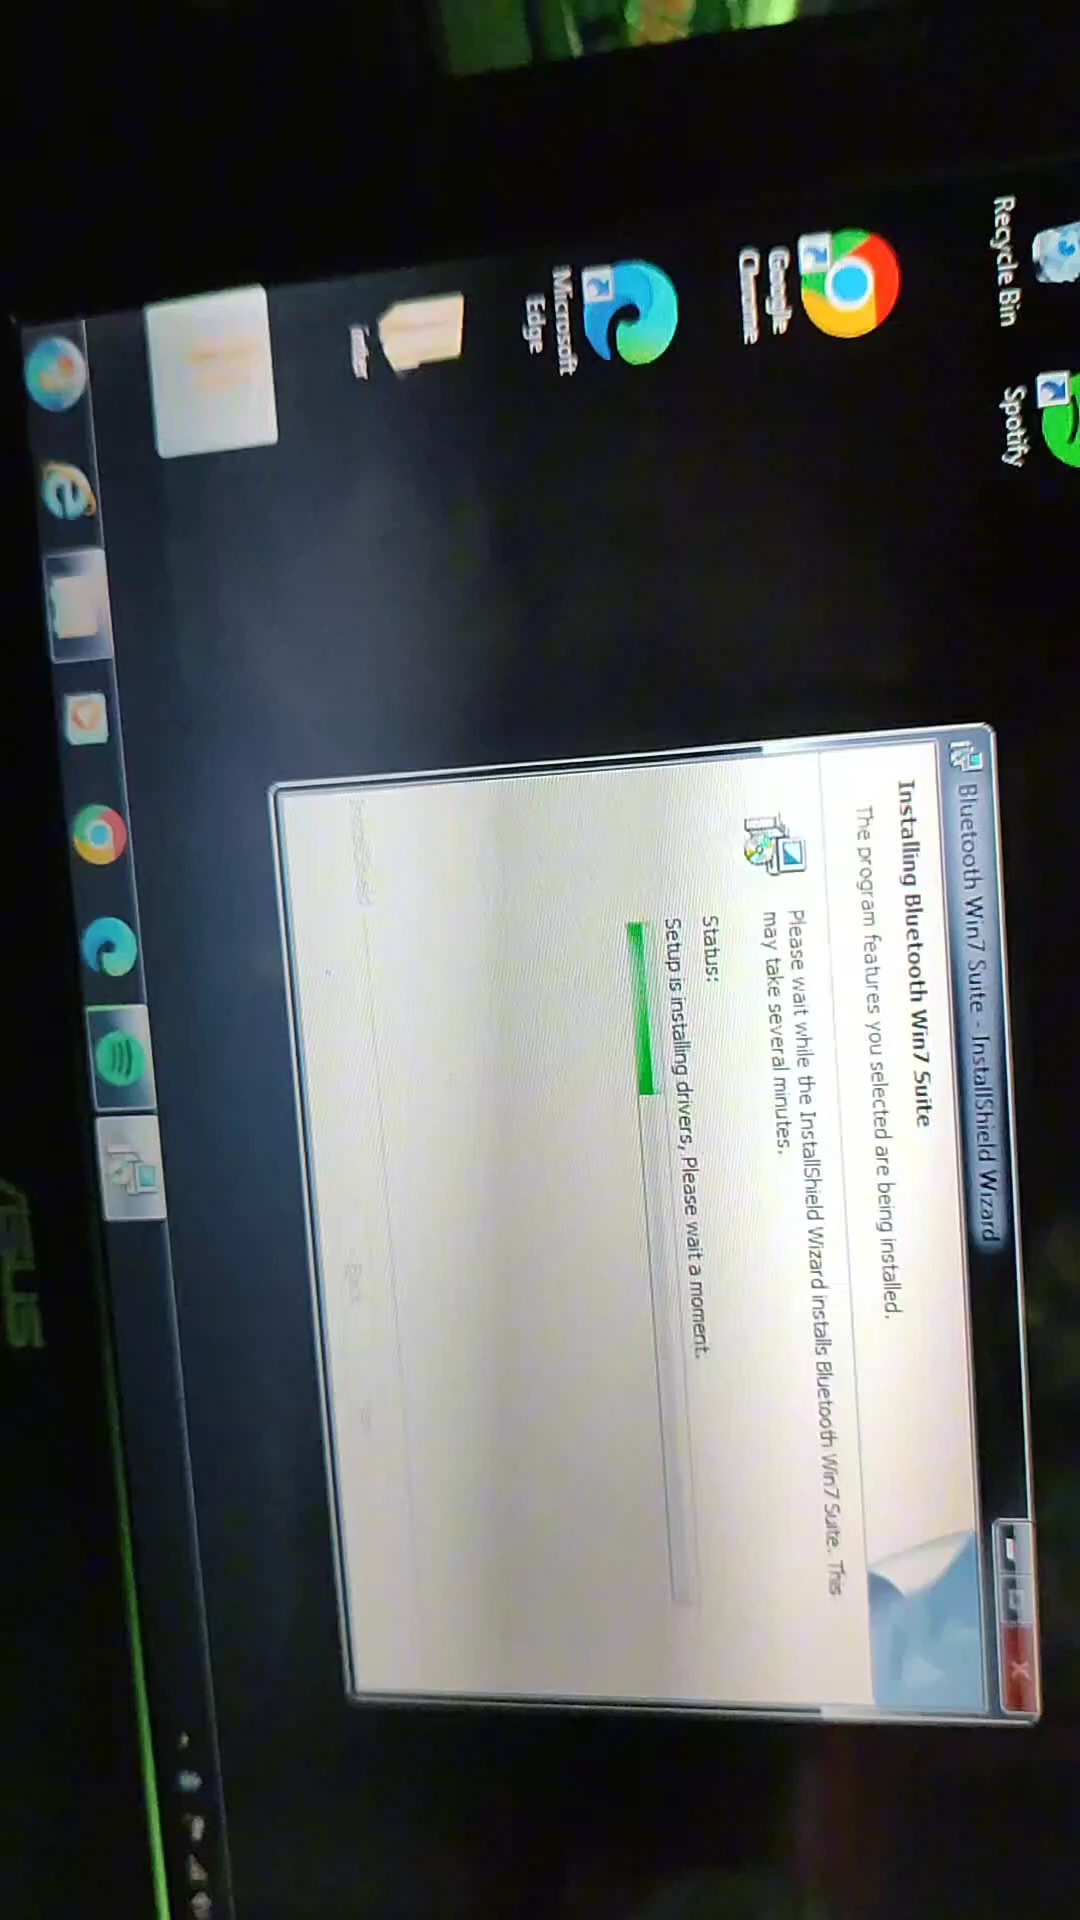 Recycle Bin
Spotify
Google
Chrome
Microsoft
Edge
Bluetooth Win7 Suite - InstallShield Wizard
Installing Bluetooth Win7 Suite
The program features you selected are being installed.
Please wait while the InstallShield Wizard installs Bluetooth Win7 Suite. This
may take several minutes.
Status:
Setup is installing drivers, Please wait a moment.
InstallShield